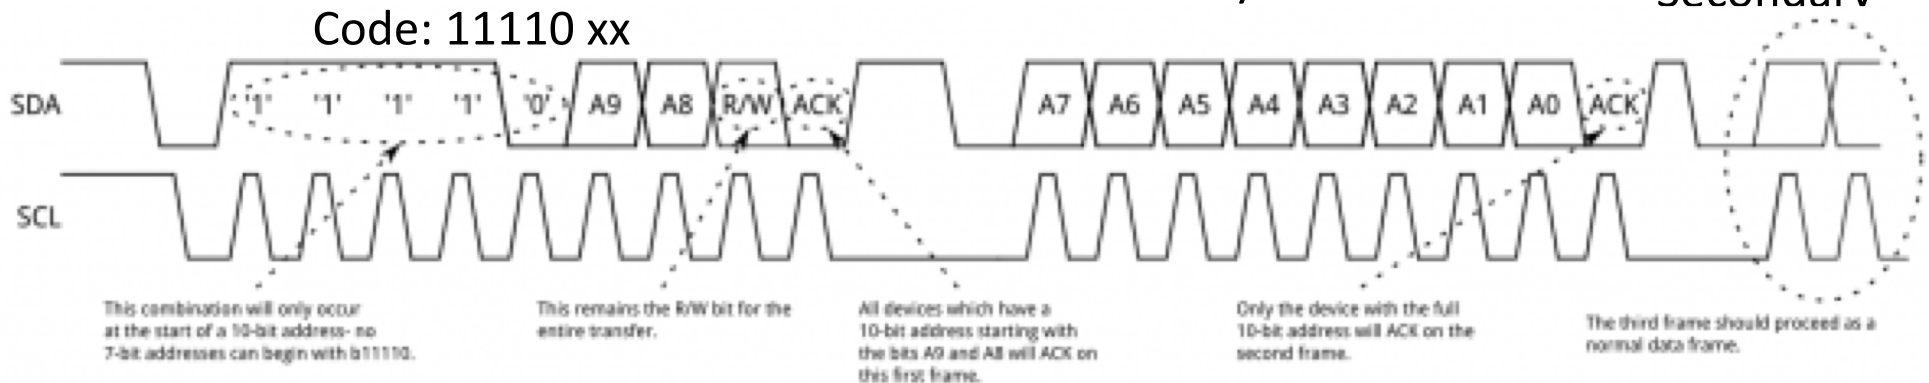 Code: 11110 xx
SDA '1' '1' '1' '1' '0' A9 A8 R/W ACK A7 A6 A5 A4 A3 A2 A1 A0 ACK
SCL
This combination will only occur
at the start of a 10-bit address- no
7-bit addresses can begin with b11110.
This remains the R/W bit for the
entire transfer.
All devices which have a
10-bit address starting with
the bits A9 and A8 will ACK on
this first frame.
Only the device with the full
10-bit address will ACK on the
second frame.
The third frame should proceed as a
normal data frame.